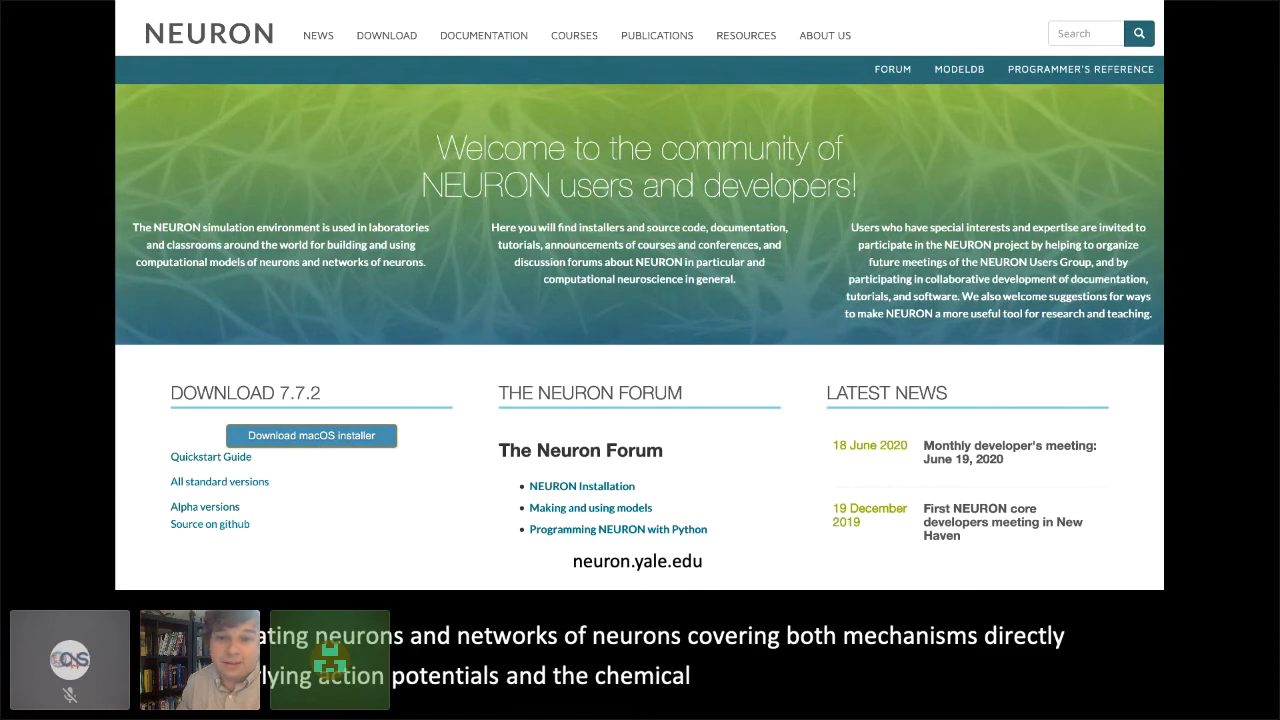 NEURON
NEWS
DOWNLOAD
DOCUMENTATION
COURSES
PUBLICATIONS
RESOURCES
ABOUT US
Search
FORUM
MODELDB
PROGRAMMER'S REFERENCE
Welcome to the community of
NEURON users and developers!
The NEURON simulation environment is used in laboratories
and classrooms around the world for building and using
computational models of neurons and networks of neurons.
Here you will find installers and source code, documentation,
tutorials, announcements of courses and conferences, and
discussion forums about NEURON in particular and
computational neuroscience in general.
Users who have special interests and expertise are invited to
participate in the NEURON project by helping to organize
future meetings of the NEURON Users Group, and by
participating in collaborative development of documentation,
tutorials, and software. We also welcome suggestions for ways
to make NEURON a more useful tool for research and teaching.
DOWNLOAD 7.7.2
Download macOS installer
Quickstart Guide
All standard versions
Alpha versions
Source on github
THE NEURON FORUM
The Neuron Forum
• NEURON Installation
• Making and using models
• Programming NEURON with Python
neuron.yale.edu
LATEST NEWS
18 June 2020
Monthly developer's meeting:
June 19, 2020
19 December
2019
First NEURON core
developers meeting in New
Haven
ating neurons and networks of neurons covering both mechanisms directly
lying action potentials and the chemical